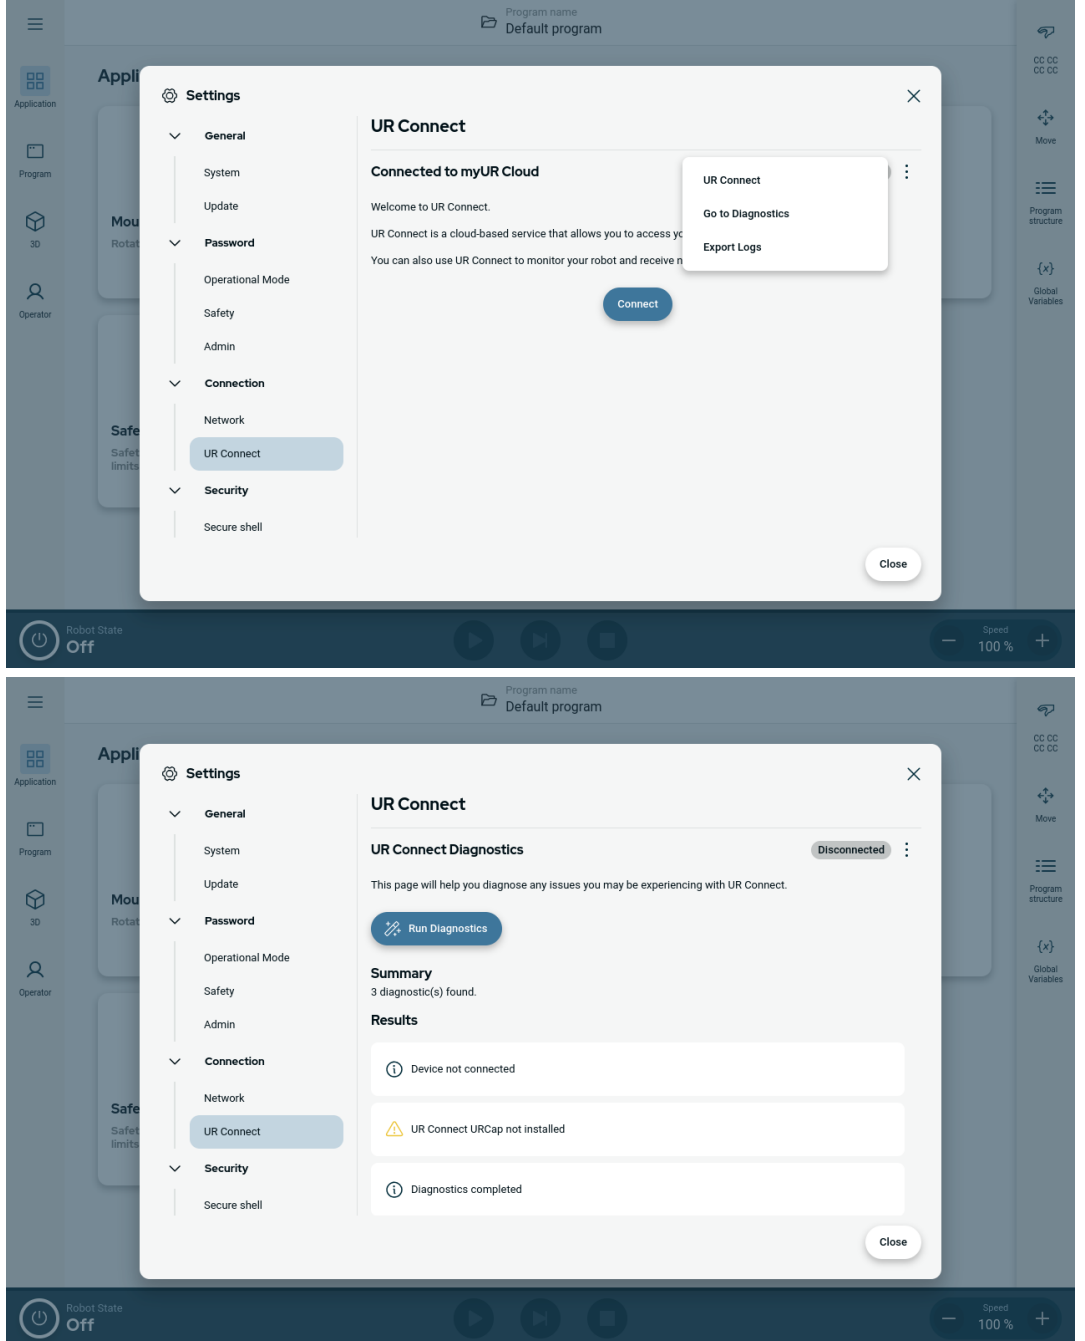 Program name
Default program
Appli
CC CC
CC CC
Application
Program
3D
Operator
Mou
Rotat
Safe
Safet
limits
Move
Program
structure
Global
Variables
Settings
General
System
Update
Password
Operational Mode
Safety
Admin
Connection
Network
UR Connect
Security
Secure shell
UR Connect
Connected to myUR Cloud
Welcome to UR Connect.
UR Connect is a cloud-based service that allows you to access yo
You can also use UR Connect to monitor your robot and receive n
UR Connect
Go to Diagnostics
Export Logs
Connect
Close
Robot State
Off
Speed
100 %
Program name
Default program
Appli
CC CC
CC CC
Application
Program
3D
Operator
Mou
Rotat
Safe
Safet
limits
Move
Program
structure
{x}
Global
Variables
Settings
General
System
Update
Password
Operational Mode
Safety
Admin
Connection
Network
UR Connect
Security
Secure shell
UR Connect
UR Connect Diagnostics
Disconnected
This page will help you diagnose any issues you may be experiencing with UR Connect.
Run Diagnostics
Summary
3 diagnostic(s) found.
Results
Device not connected
UR Connect URCap not installed
Diagnostics completed
Close
Robot State
Off
Speed
100 %